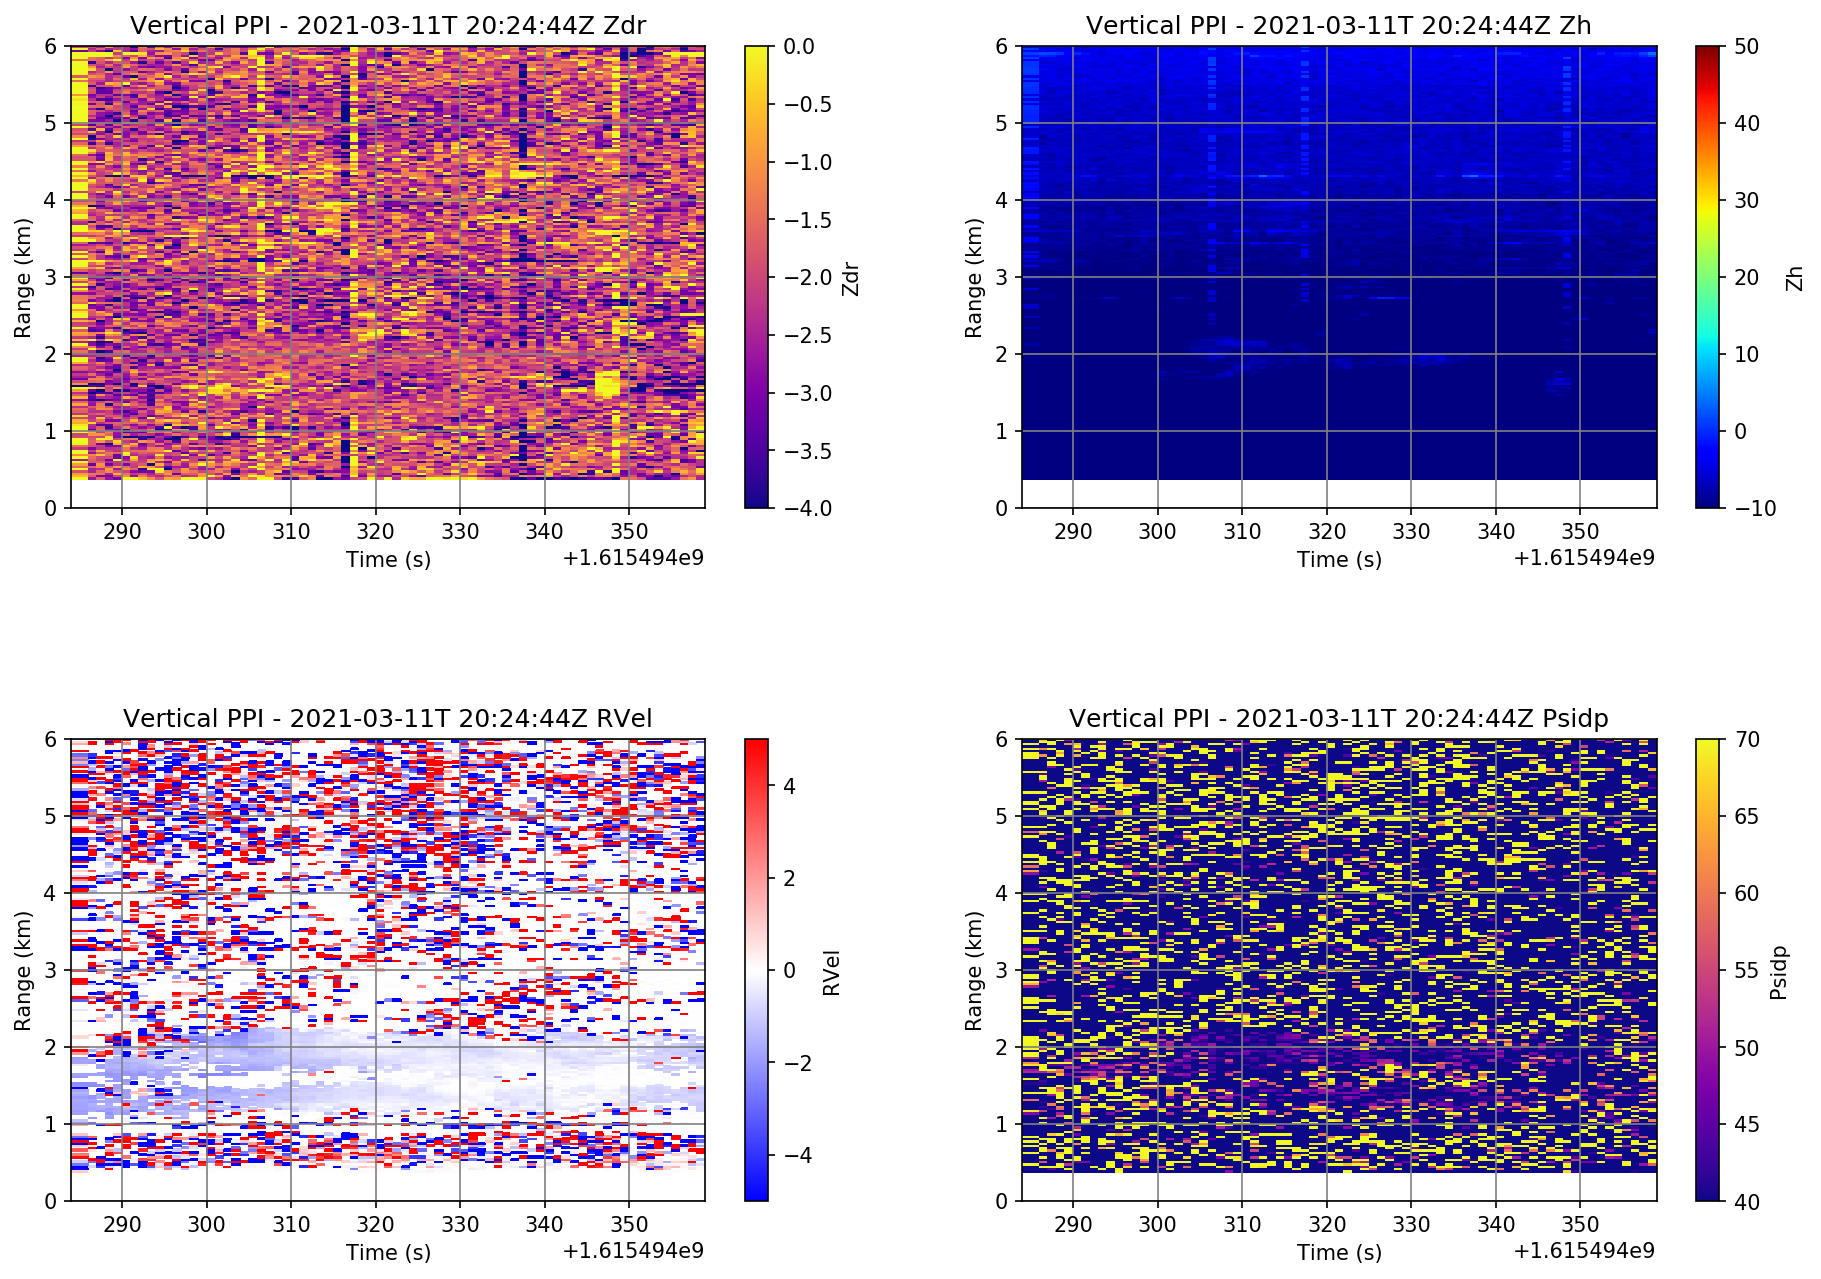 Vertical PPI - 2021-03-11T 20:24:44Z Zdr
6
5
4
3
2
1
0
Range (km)
290 300 310 320 330 340 350
Time (s)
+1.615494e9
0.0
−0.5
−1.0
−1.5
−2.0
−2.5
−3.0
−3.5
−4.0
Zdr
Vertical PPI - 2021-03-11T 20:24:44Z Zh
6
5
4
3
2
1
0
Range (km)
290 300 310 320 330 340 350
Time (s)
+1.615494e9
50
40
30
20
10
0
−10
Zh
Vertical PPI - 2021-03-11T 20:24:44Z RVel
6
5
4
3
2
1
0
Range (km)
290 300 310 320 330 340 350
Time (s)
+1.615494e9
4
2
0
−2
−4
RVel
Vertical PPI - 2021-03-11T 20:24:44Z Psidp
6
5
4
3
2
1
0
Range (km)
290 300 310 320 330 340 350
Time (s)
+1.615494e9
70
65
60
55
50
45
40
Psidp